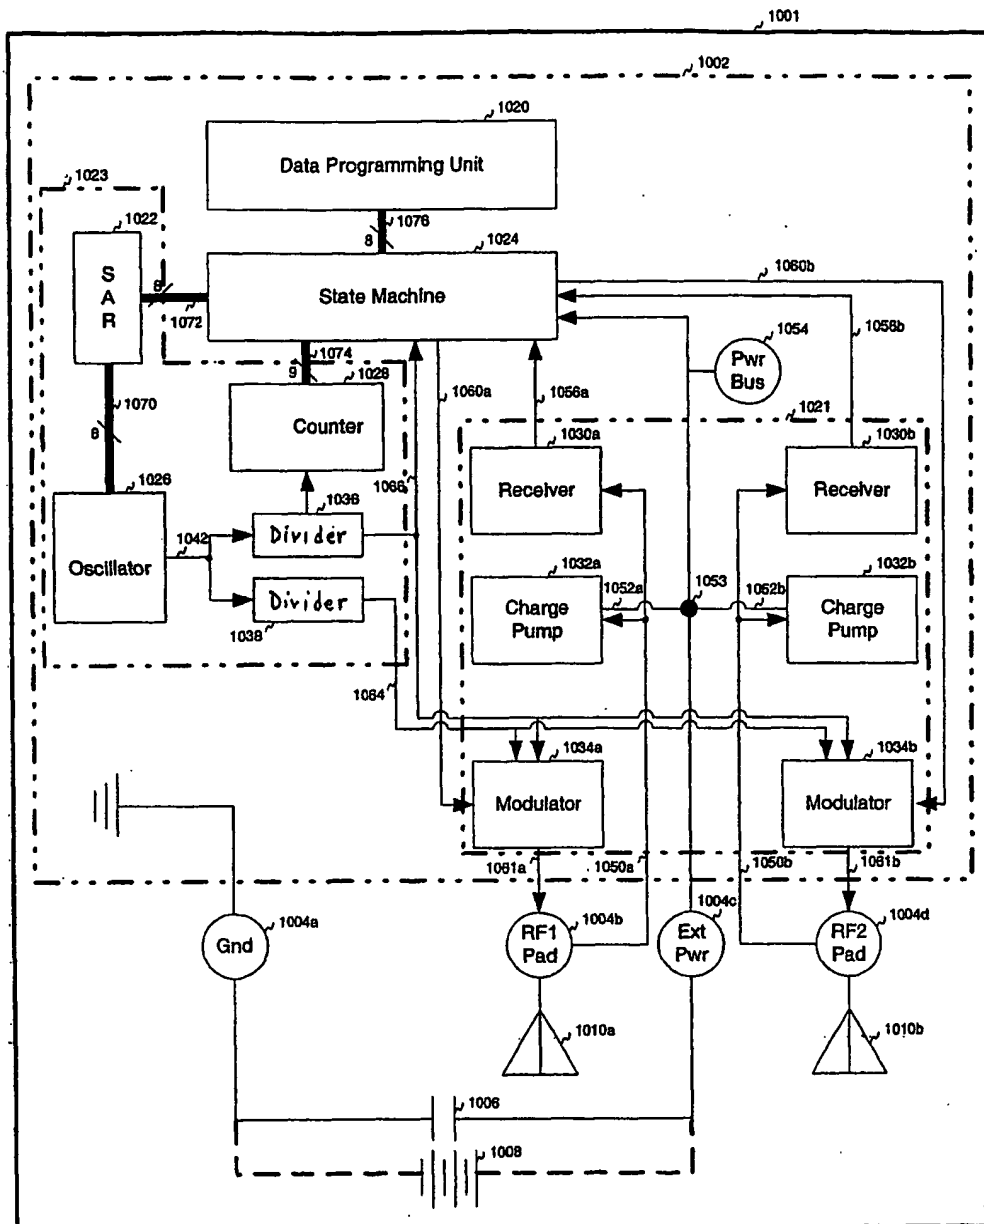 1001
1002
1020
Data Programming Unit
1023
1022
1076
8
1024
S
A
R
8
1072
State Machine
1060b
1054
Pwr
Bus
1056b
1074
9
1028
1060a
1056a
1070
8
Counter
1021
1030a
1030b
1026
1066
Receiver
Receiver
1036
1042
Divider
Oscillator
1032a
1053
1032b
1052a
1052b
Divider
1038
Charge
Pump
Charge
Pump
1064
1034a
1034b
Modulator
Modulator
1061a
1050a
1050b
1061b
1004a
1004b
1004c
1004d
Gnd
RF1
Pad
Ext
Pwr
RF2
Pad
1010a
1010b
1006
1008